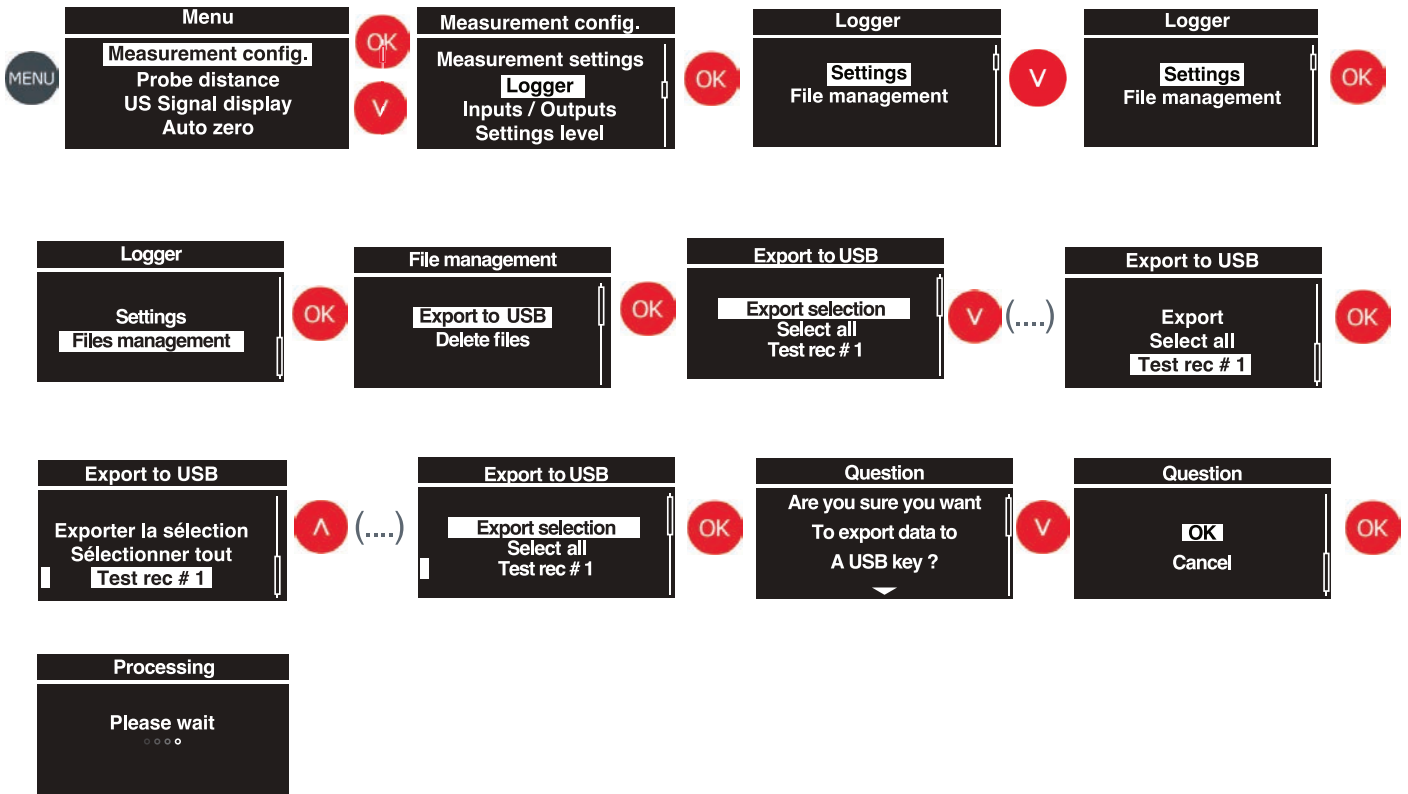 MENU
Menu
Measurement config.
Probe distance
US Signal display
Auto zero
OK
V
Measurement config.
Measurement settings
Logger
Inputs / Outputs
Settings level
OK
Logger
Settings
File management
V
Logger
Settings
File management
OK
Logger
Settings
Files management
OK
File management
Export to USB
Delete files
OK
Export to USB
Export selection
Select all
Test rec # 1
V
(....)
Export to USB
Export
Select all
Test rec # 1
OK
Export to USB
Exporter la sélection
Sélectionner tout
Test rec # 1
Λ
(....)
Export to USB
Export selection
Select all
Test rec # 1
OK
Question
Are you sure you want
To export data to
A USB key ?
V
Question
OK
Cancel
OK
Processing
Please wait